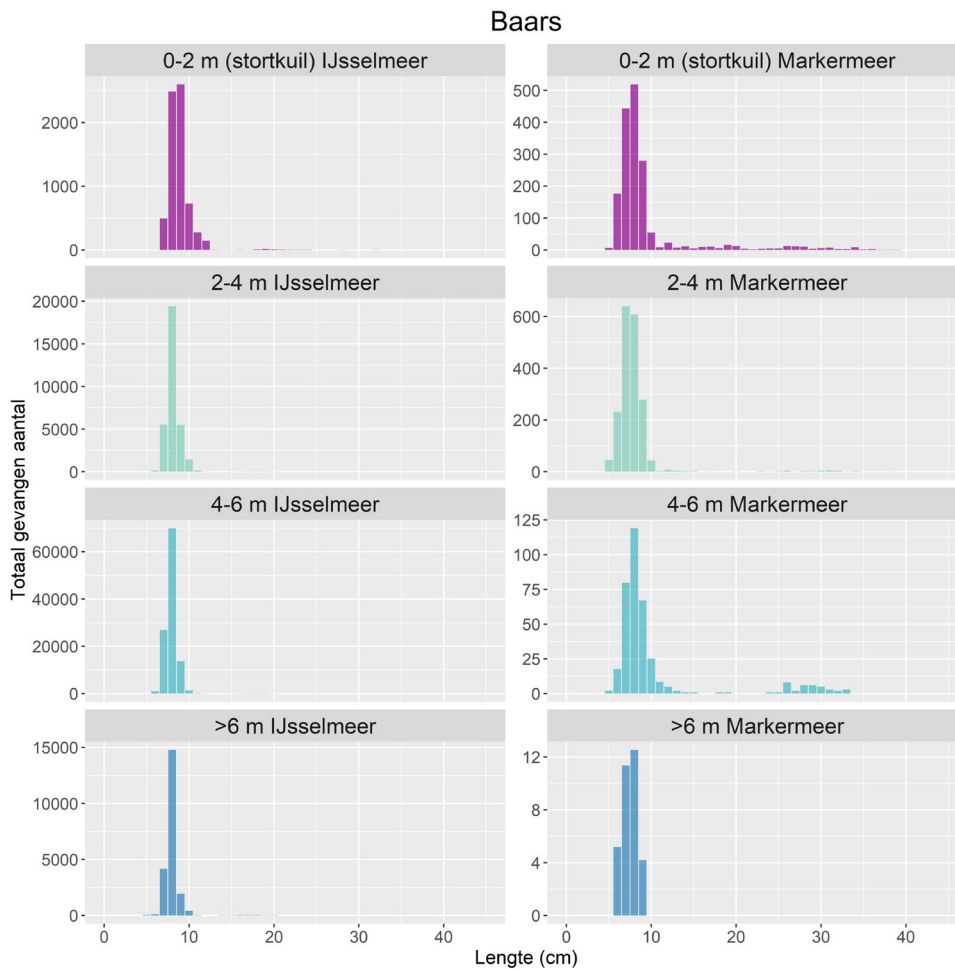 Baars
0-2 m (stortkuil) IJsselmeer
0-2 m (stortkuil) Markermeer
2000
1000
0
500
400
300
200
100
0
2-4 m IJsselmeer
2-4 m Markermeer
20000
15000
10000
5000
0
600
400
200
0
4-6 m IJsselmeer
4-6 m Markermeer
60000
40000
20000
0
125
100
75
50
25
0
>6 m IJsselmeer
>6 m Markermeer
15000
10000
5000
0
12
8
4
0
0 10 20 30 40
0 10 20 30 40
Totaal gevangen aantal
Lengte (cm)